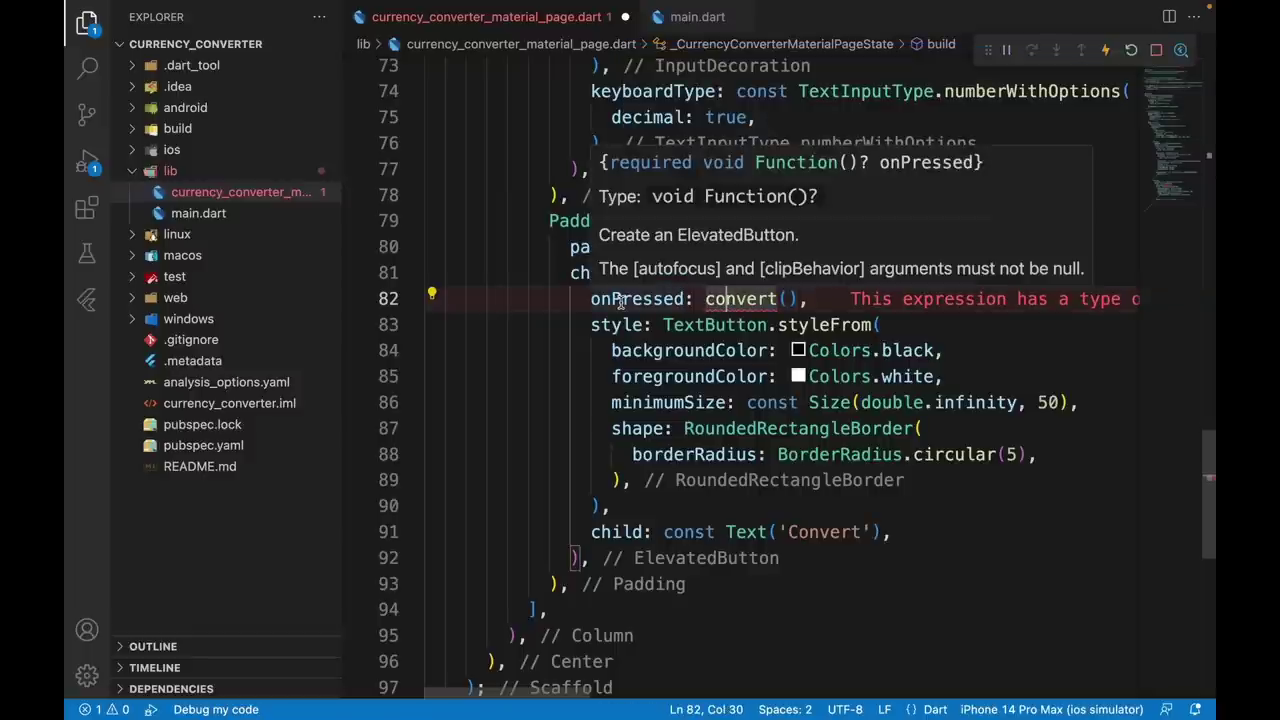 EXPLORER
currency_converter_material_page.dart 1
main.dart
CURRENCY_CONVERTER
lib
currency_converter_material_page.dart
_CurrencyConverterMaterialPageState
build
.dart_tool
.idea
android
build
ios
lib
currency_converter_m... 1
main.dart
linux
macos
test
web
windows
.gitignore
.metadata
analysis_options.yaml
currency_converter.iml
pubspec.lock
pubspec.yaml
README.md
OUTLINE
TIMELINE
DEPENDENCIES
1
1
73 ), // InputDecoration
74 keyboardType: const TextInputType.numberWithOptions(
75 decimal: true,
76 ) // TextInputType numberWithOptions
77 ),
78 ), /
79 Padd
80 pa
81 ch
{required void Function()? onPressed}
Type: void Function()?
Create an ElevatedButton.
The [autofocus] and [clipBehavior] arguments must not be null.
82 onPressed: convert(), This expression has a type o
83 style: TextButton.styleFrom(
84 backgroundColor: Colors.black,
85 foregroundColor: Colors.white,
86 minimumSize: const Size(double.infinity, 50),
87 shape: RoundedRectangleBorder(
88 borderRadius: BorderRadius.circular(5),
89 ), // RoundedRectangleBorder
90 ),
91 child: const Text('Convert'),
92 ), // ElevatedButton
93 ), // Padding
94 ],
95 ), // Column
96 ), // Center
97 ); // Scaffold
1 0 Debug my code Ln 82, Col 30 Spaces: 2 UTF-8 LF {} Dart iPhone 14 Pro Max (ios simulator)